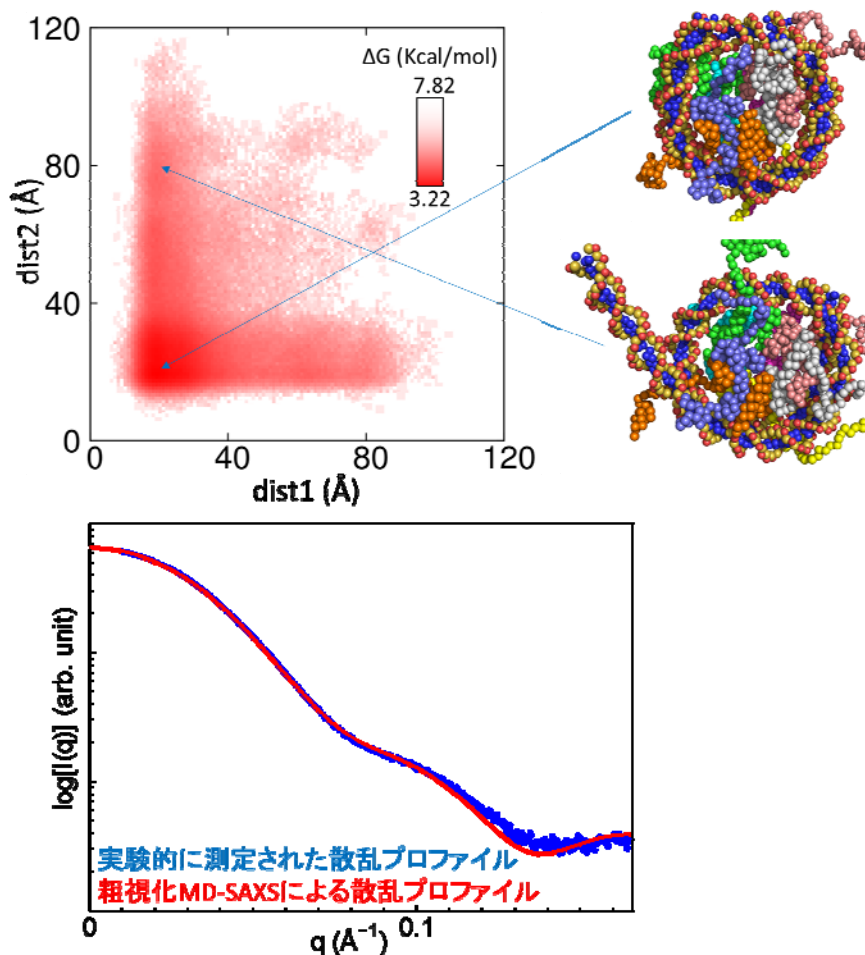 120
80
40
0
dist2 (Å)
ΔG (Kcal/mol)
7.82
3.22
0
40
80
120
dist1 (Å)
log[I(q)] (arb. unit)
実験的に測定された散乱プロファイル
粗視化MD-SAXSによる散乱プロファイル
0
0.1
q (Å⁻¹)